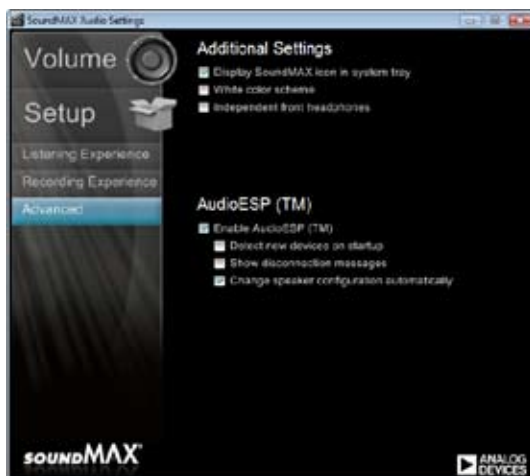 SoundMAX Audio Settings
Volume
Setup
Listening Experience
Recording Experience
Advanced
Additional Settings
Display SoundMAX icon in system tray
White color scheme
Independent front headphones
AudioESP (TM)
Enable AudioESP (TM)
Detect new devices on startup
Show disconnection messages
Change speaker configuration automatically
SOUNDMAX
ANALOG
DEVICES